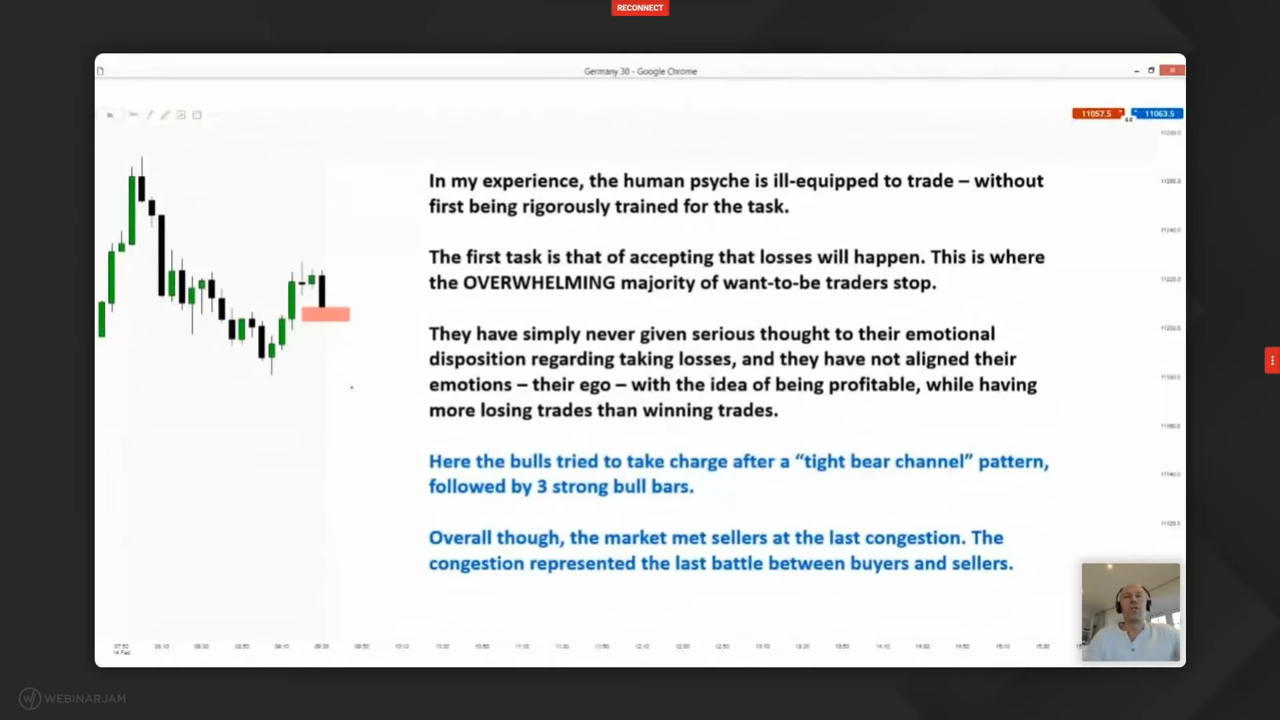 RECONNECT
Germany 30 - Google Chrome
11057.5
11063.5
In my experience, the human psyche is ill-equipped to trade – without
first being rigorously trained for the task.
The first task is that of accepting that losses will happen. This is where
the OVERWHELMING majority of want-to-be traders stop.
They have simply never given serious thought to their emotional
disposition regarding taking losses, and they have not aligned their
emotions – their ego – with the idea of being profitable, while having
more losing trades than winning trades.
Here the bulls tried to take charge after a “tight bear channel” pattern,
followed by 3 strong bull bars.
Overall though, the market met sellers at the last congestion. The
congestion represented the last battle between buyers and sellers.
WEBINARJAM